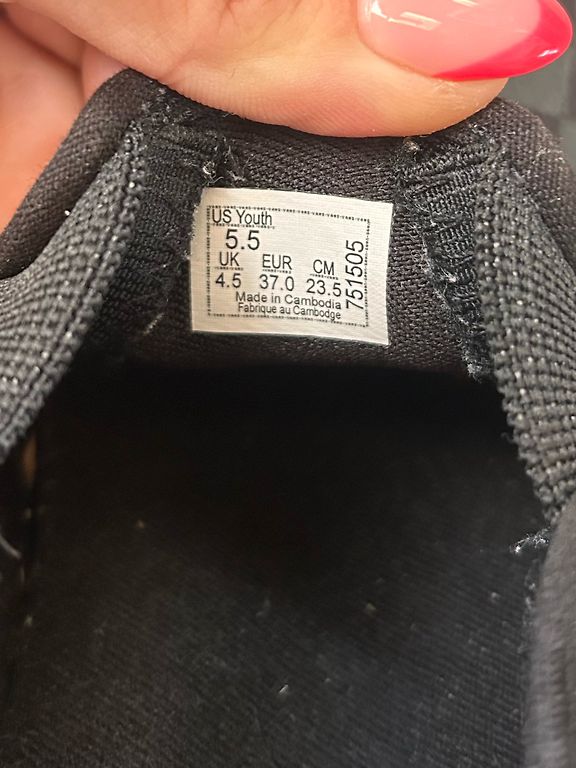 US Youth
5.5
UK EUR CM
4.5 37.0 23.5
Made in Cambodia
Fabrique au Cambodge
751505